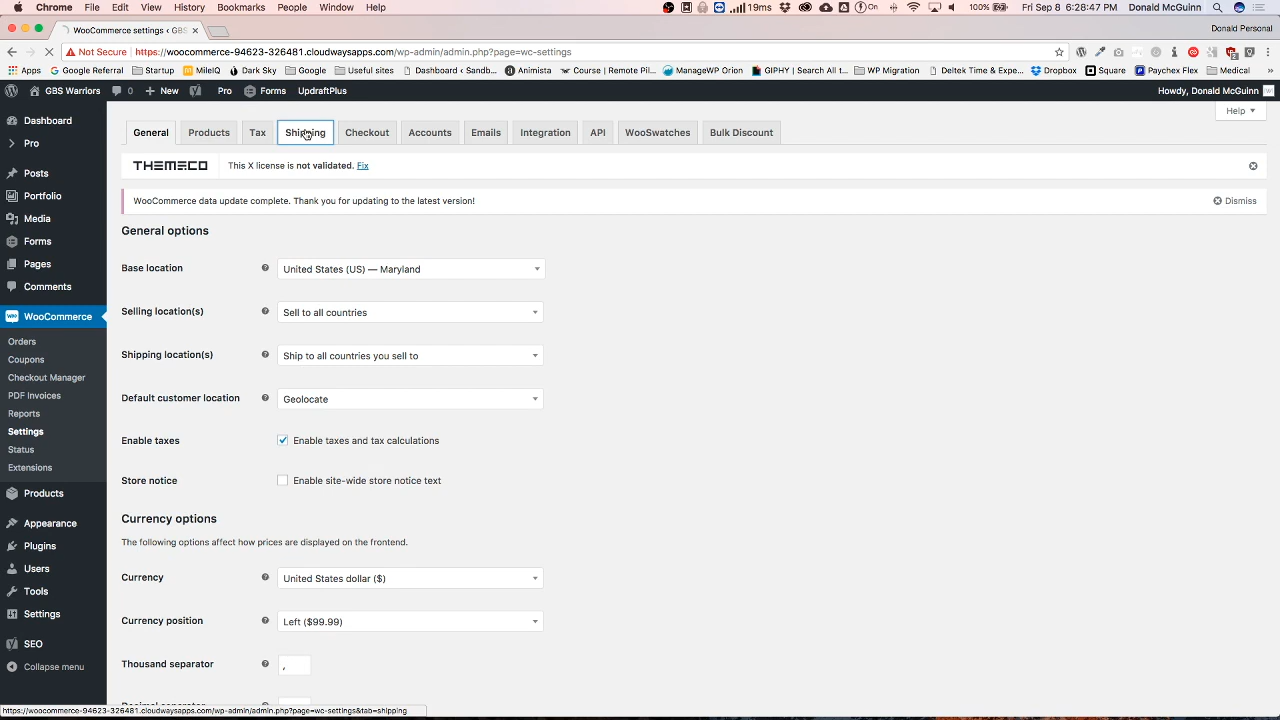 Chrome File Edit View History Bookmarks People Window Help 19ms On 100% Fri Sep 8 6:28:47 PM Donald McGuinn
WooCommerce settings ‹ GBS Donald Personal
Not Secure https://woocommerce-94623-326481.cloudwaysapps.com/wp-admin/admin.php?page=wc-settings
Apps Google Referral Startup MileIQ Dark Sky Google Useful sites Dashboard ‹ Sandb... Animista Course | Remote Pil... ManageWP Orion GIPHY | Search All t... WP Migration Deltek Time & Expe... Dropbox Square Paychex Flex Medical
GBS Warriors 0 New Pro Forms UpdraftPlus Howdy, Donald McGuinn
Help
General Products Tax Shipping Checkout Accounts Emails Integration API WooSwatches Bulk Discount
THEMECO This X license is not validated. Fix
WooCommerce data update complete. Thank you for updating to the latest version! Dismiss
Dashboard
Pro
Posts
Portfolio
Media
Forms
Pages
Comments
WooCommerce
Orders
Coupons
Checkout Manager
PDF Invoices
Reports
Settings
Status
Extensions
Products
Appearance
Plugins
Users
Tools
Settings
SEO
Collapse menu
General options
Base location United States (US) — Maryland
Selling location(s) Sell to all countries
Shipping location(s) Ship to all countries you sell to
Default customer location Geolocate
Enable taxes Enable taxes and tax calculations
Store notice Enable site-wide store notice text
Currency options
The following options affect how prices are displayed on the frontend.
Currency United States dollar ($)
Currency position Left ($99.99)
Thousand separator ,
Decimal separator
https://woocommerce-94623-326481.cloudwaysapps.com/wp-admin/admin.php?page=wc-settings&tab=shipping